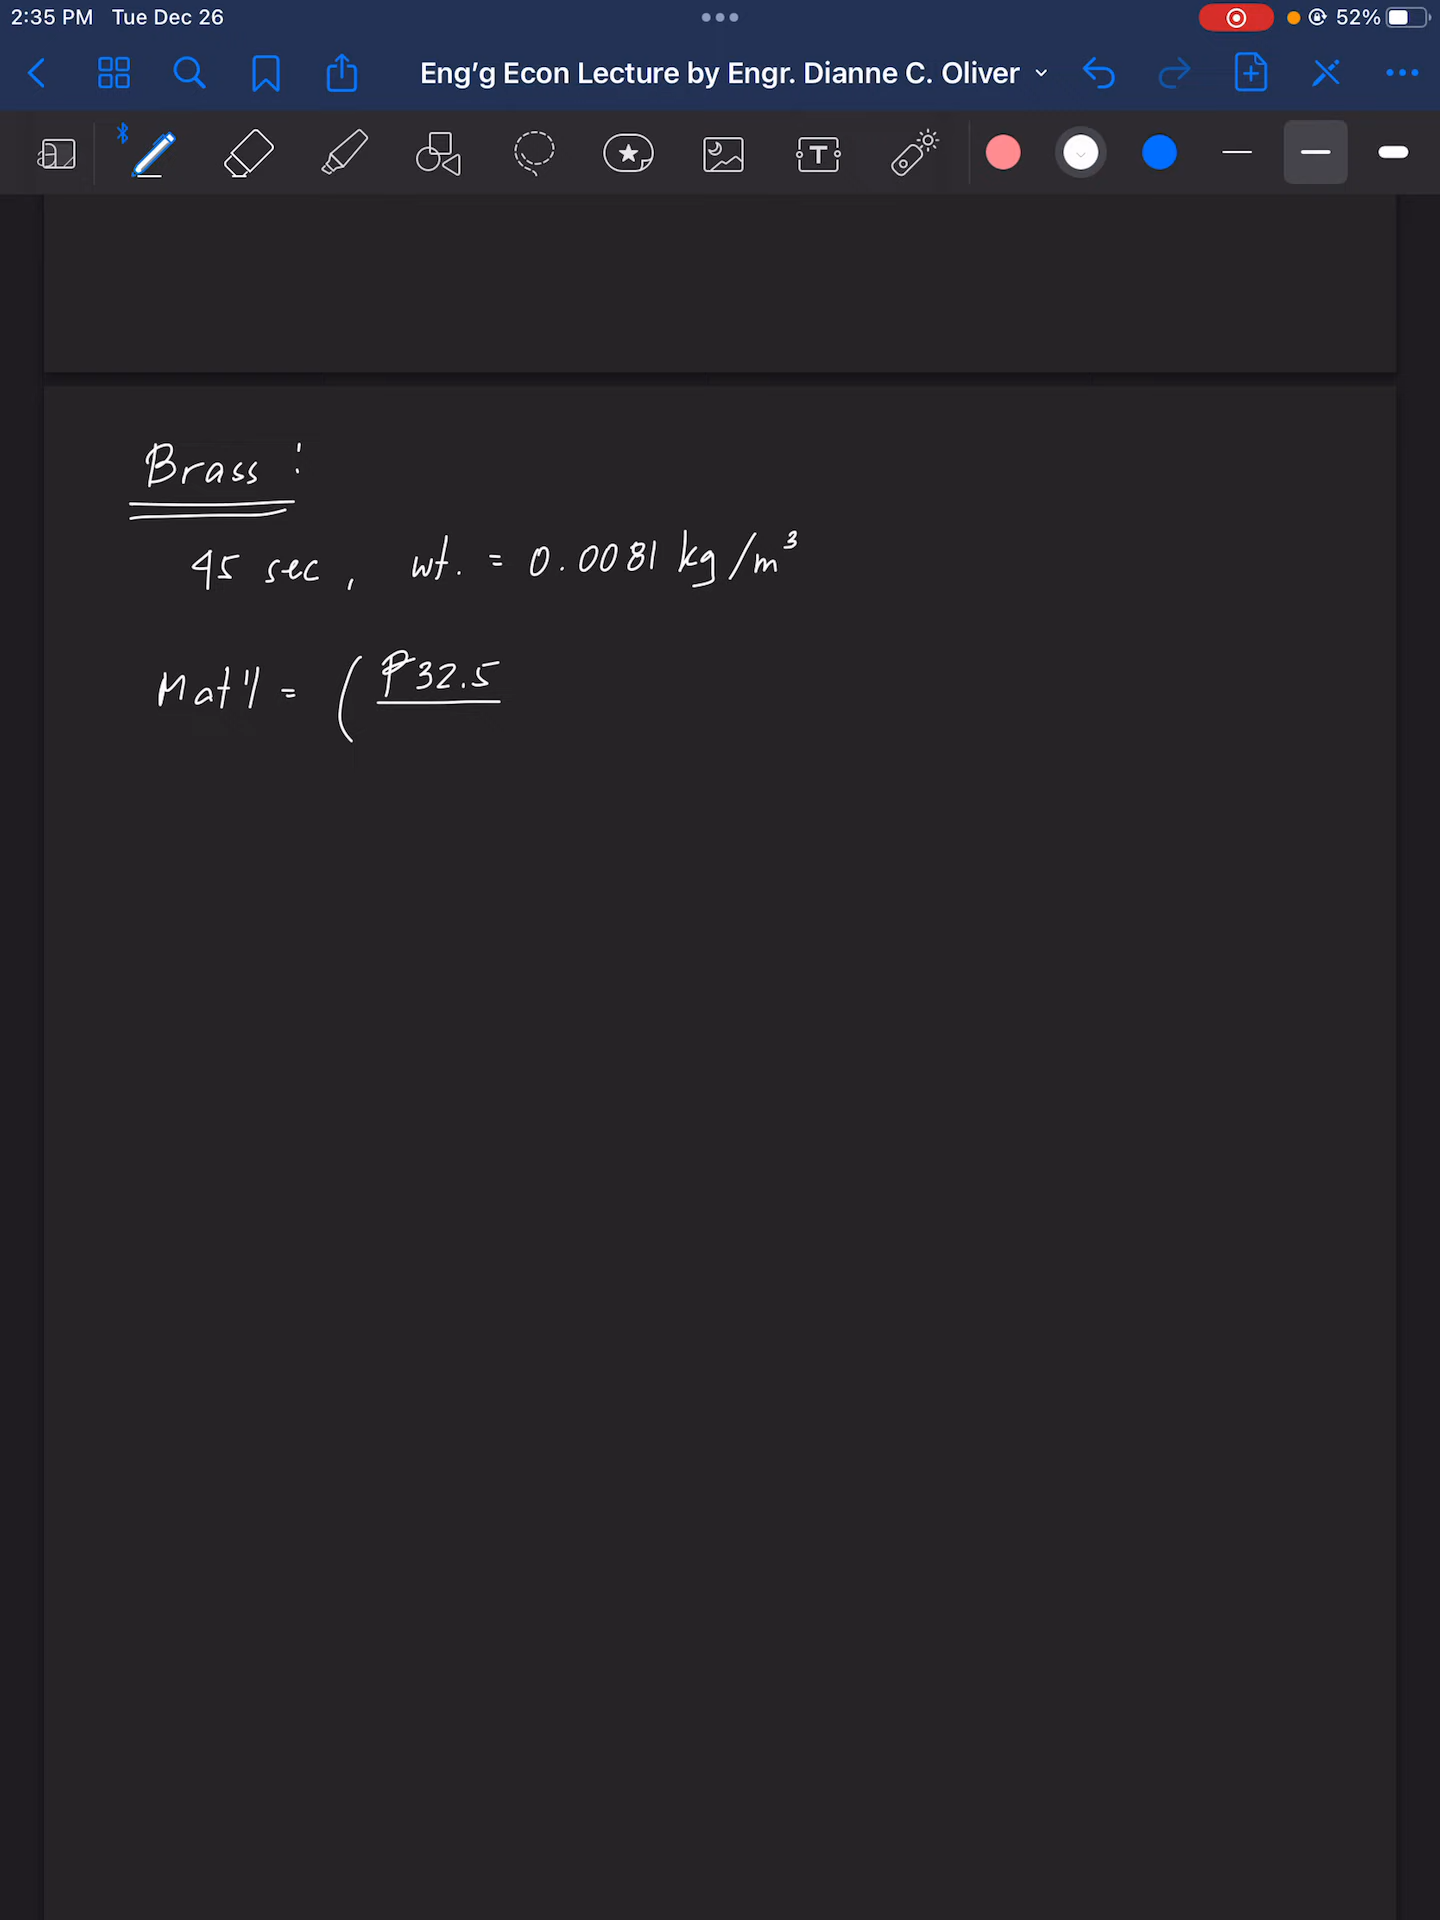 2:35 PM Tue Dec 26
52%
Eng'g Econ Lecture by Engr. Dianne C. Oliver
Brass :
45 sec, wt. = 0.0081 kg/m³
Mat'l = ( ₱32.5